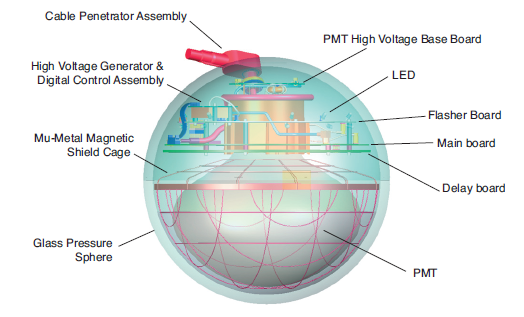 Cable Penetrator Assembly
PMT High Voltage Base Board
High Voltage Generator &
Digital Control Assembly
LED
Flasher Board
Mu-Metal Magnetic
Shield Cage
Main board
Delay board
Glass Pressure
Sphere
PMT